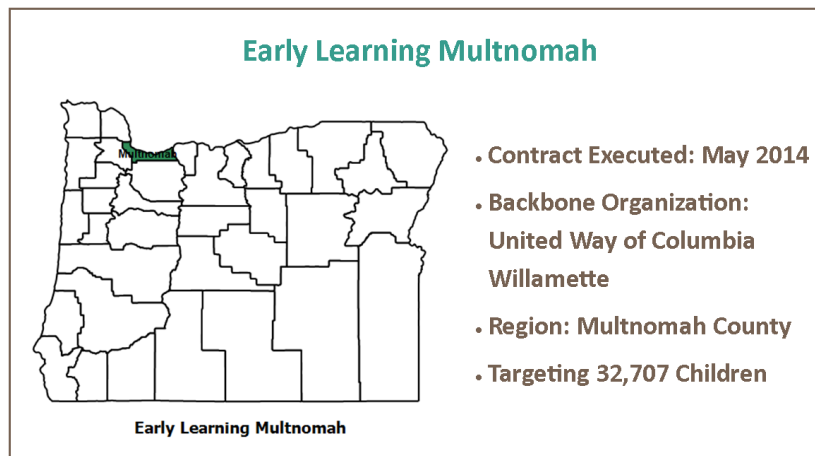 Early Learning Multnomah
Multnomah
• Contract Executed: May 2014
• Backbone Organization:
United Way of Columbia
Willamette
• Region: Multnomah County
• Targeting 32,707 Children
Early Learning Multnomah